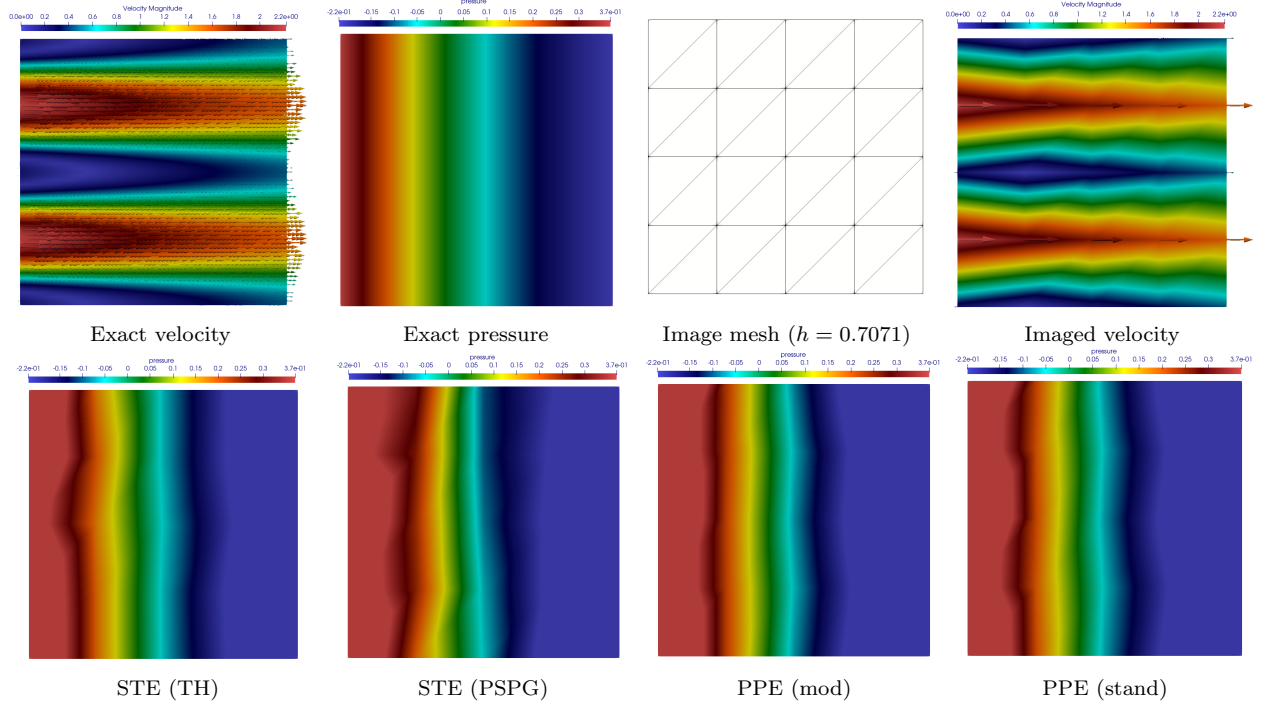 Velocity Magnitude
0.0e+00 0.2 0.4 0.6 0.8 1 1.2 1.4 1.6 1.8 2 2.2e+00
pressure
-2.2e-01 -0.15 -0.1 -0.05 0 0.05 0.1 0.15 0.2 0.25 0.3 3.7e-01
Velocity Magnitude
0.0e+00 0.2 0.6 0.8 1 1.2 1.4 1.6 1.8 2 2.2e+00
Exact velocity
Exact pressure
Image mesh (h = 0.7071)
Imaged velocity
pressure
-2.2e-01 -0.15 -0.1 -0.05 0 0.05 0.1 0.15 0.2 0.25 0.3 3.7e-01
pressure
-2.2e-01 -0.15 -0.1 -0.05 0 0.05 0.1 0.15 0.2 0.25 0.3 3.7e-01
pressure
-2.2e-01 -0.15 -0.1 -0.05 0 0.05 0.1 0.15 0.2 0.25 0.3 3.7e-01
pressure
-2.2e-01 -0.15 -0.1 -0.05 0 0.05 0.1 0.15 0.2 0.25 0.3 3.7e-01
STE (TH)
STE (PSPG)
PPE (mod)
PPE (stand)